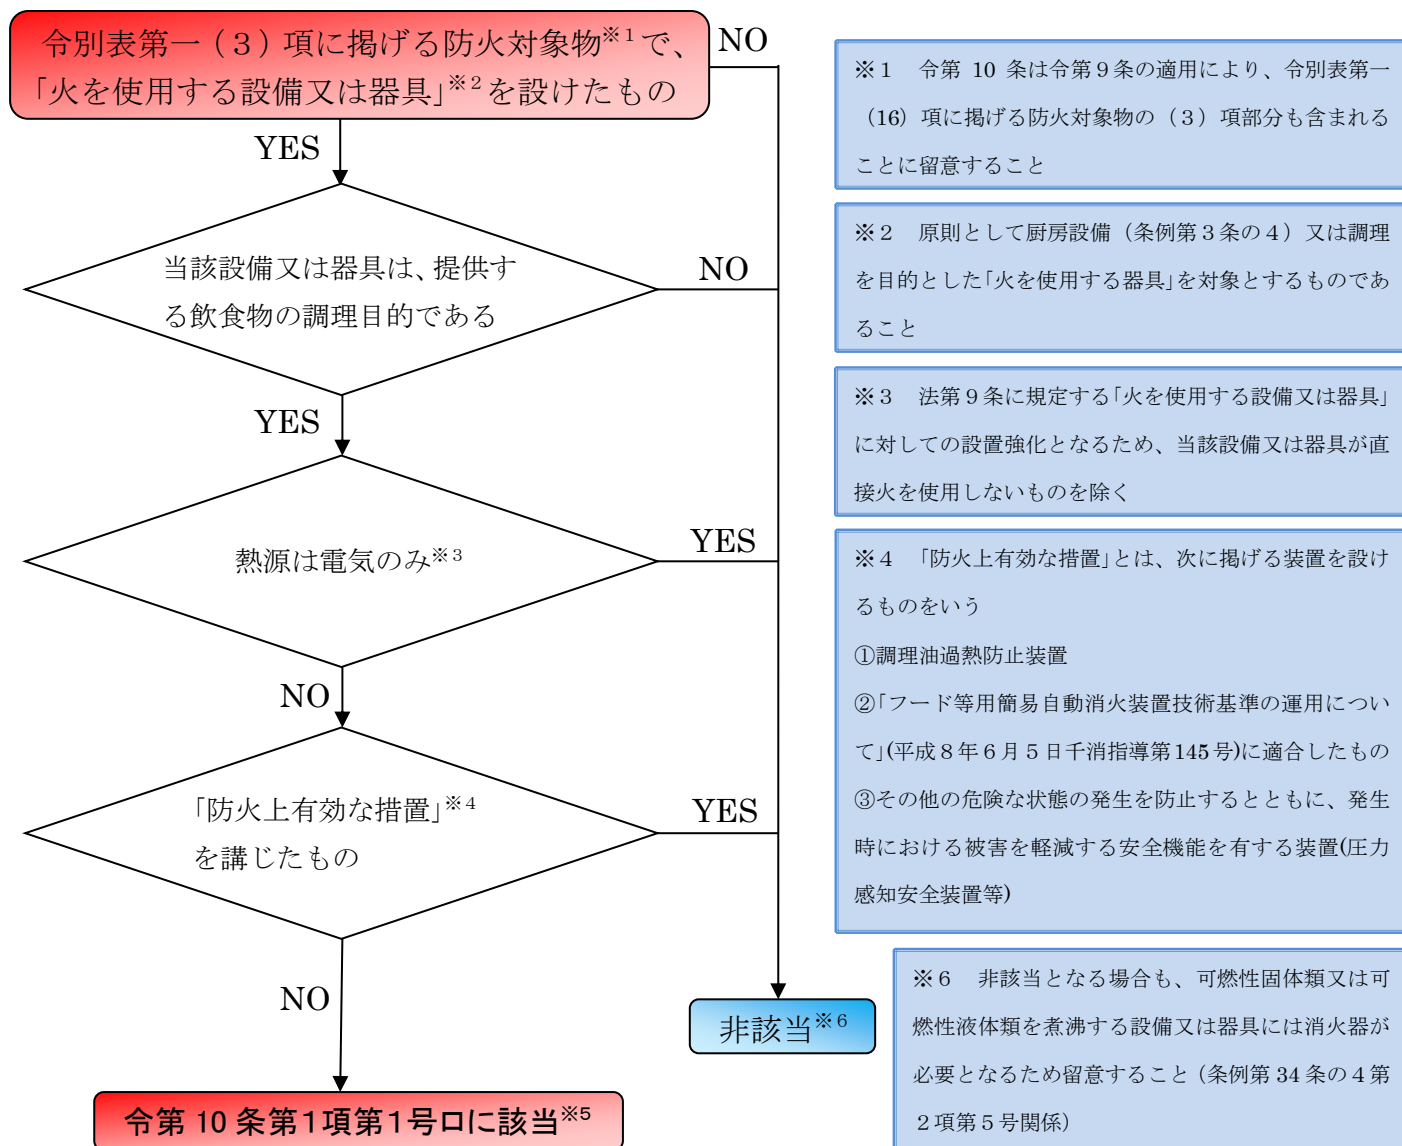 令別表第一（３）項に掲げる防火対象物※１で、
「火を使用する設備又は器具」※２を設けたもの
NO
YES
当該設備又は器具は、提供す
る飲食物の調理目的である
NO
YES
熱源は電気のみ※３
YES
NO
「防火上有効な措置」※４
を講じたもの
YES
NO
非該当※６
令第 10 条第１項第１号ロに該当※５
※１　令第 10 条は令第９条の適用により、令別表第一
（16）項に掲げる防火対象物の（３）項部分も含まれる
ことに留意すること
※２　原則として厨房設備（条例第３条の４）又は調理
を目的とした「火を使用する器具」を対象とするものであ
ること
※３　法第９条に規定する「火を使用する設備又は器具」
に対しての設置強化となるため、当該設備又は器具が直
接火を使用しないものを除く
※４　「防火上有効な措置」とは、次に掲げる装置を設け
るものをいう
①調理油過熱防止装置
②「フード等用簡易自動消火装置技術基準の運用につい
て」(平成８年６月５日千消指導第 145 号)に適合したもの
③その他の危険な状態の発生を防止するとともに、発生
時における被害を軽減する安全機能を有する装置(圧力
感知安全装置等)
※６　非該当となる場合も、可燃性固体類又は可
燃性液体類を煮沸する設備又は器具には消火器が
必要となるため留意すること（条例第 34 条の４第
２項第５号関係）